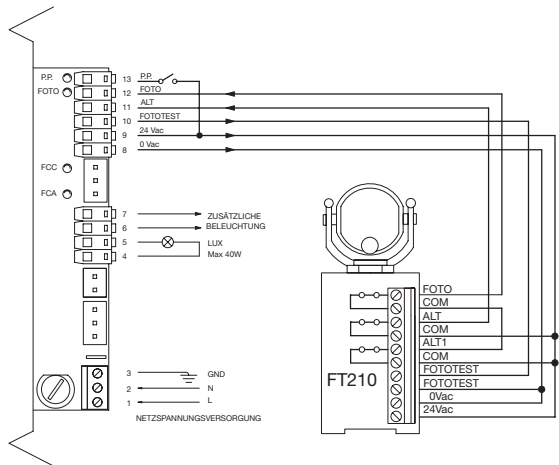 P.P. 13 P.P.
FOTO 12 FOTO
11 ALT
10 FOTOTEST
9 24 Vac
8 0 Vac
FCC
FCA
7 ZUSÄTZLICHE
6 BELEUCHTUNG
5 LUX
4 Max 40W
3 GND
2 N
1 L
NETZSPANNUNGSVERSORGUNG
FT210
FOTO
COM
ALT
COM
ALT1
COM
FOTOTEST
FOTOTEST
0Vac
24Vac